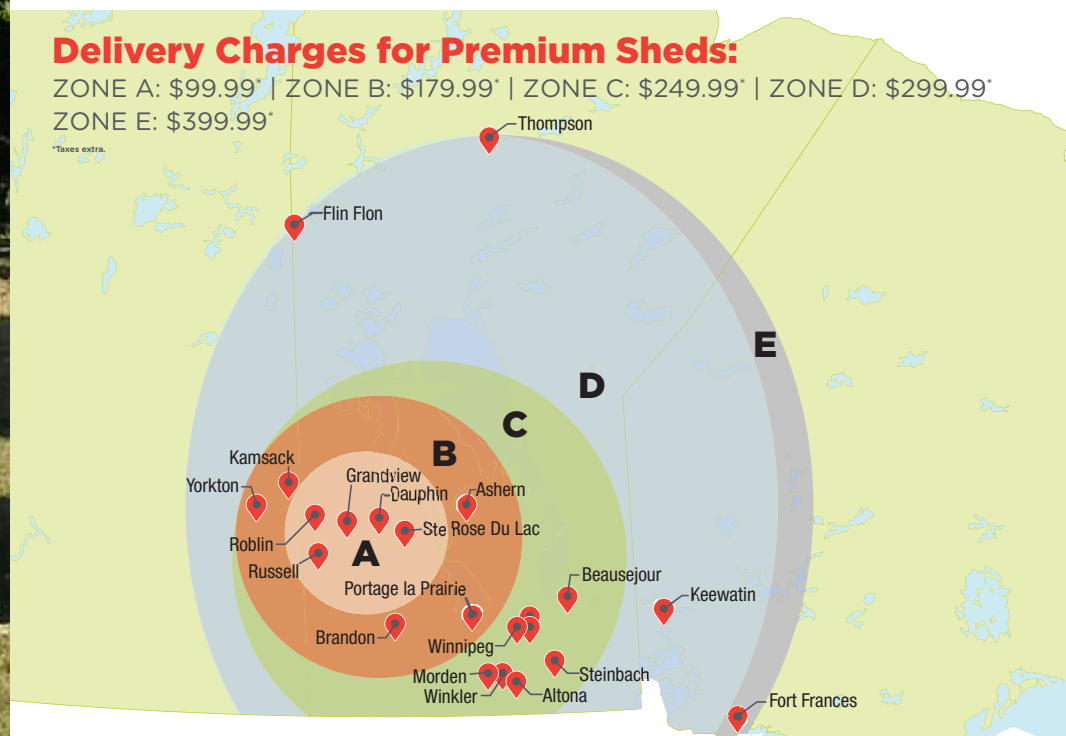 Delivery Charges for Premium Sheds:
ZONE A: $99.99* | ZONE B: $179.99* | ZONE C: $249.99* | ZONE D: $299.99*
ZONE E: $399.99*
*Taxes extra.
Thompson
Flin Flon
E
D
C
B
Kamsack
Grandview
Yorkton
Dauphin
Ashern
Ste Rose Du Lac
Roblin
A
Russell
Beausejour
Portage la Prairie
Keewatin
Brandon
Winnipeg
Morden
Steinbach
Winkler
Altona
Fort Frances